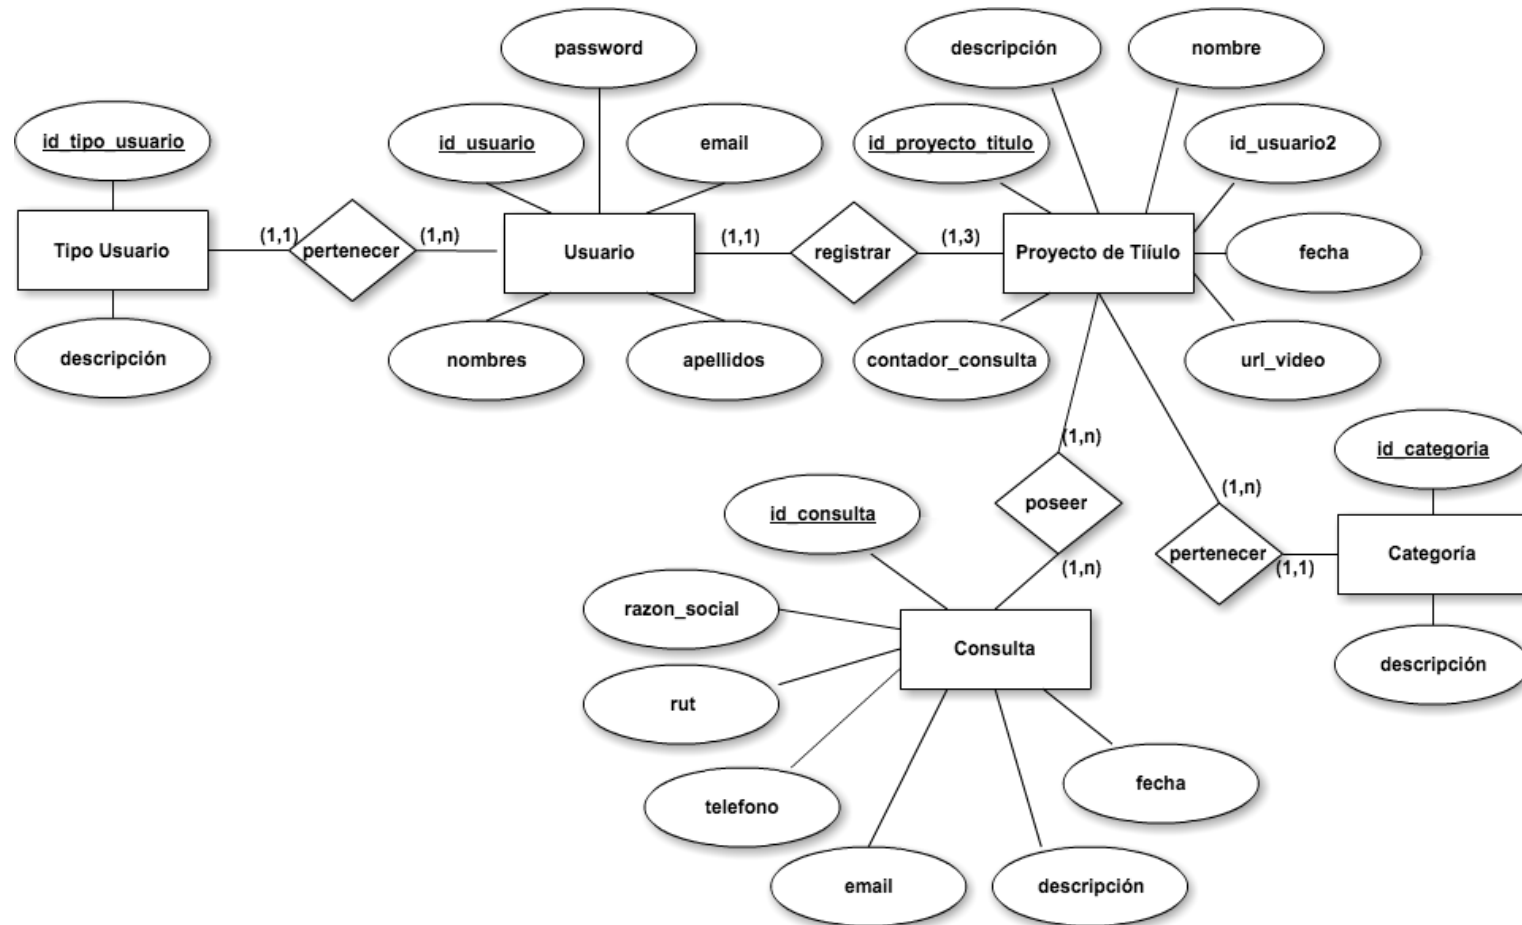 password
descripción
nombre
id_tipo_usuario
id_usuario
email
id_proyecto_titulo
id_usuario2
Tipo Usuario
(1,1)
pertenecer
(1,n)
Usuario
(1,1)
registrar
(1,3)
Proyecto de Tiíulo
fecha
descripción
nombres
apellidos
contador_consulta
url_video
(1,n)
id_categoria
(1,n)
poseer
id_consulta
(1,n)
pertenecer
(1,1)
Categoría
razon_social
Consulta
descripción
rut
telefono
fecha
email
descripción